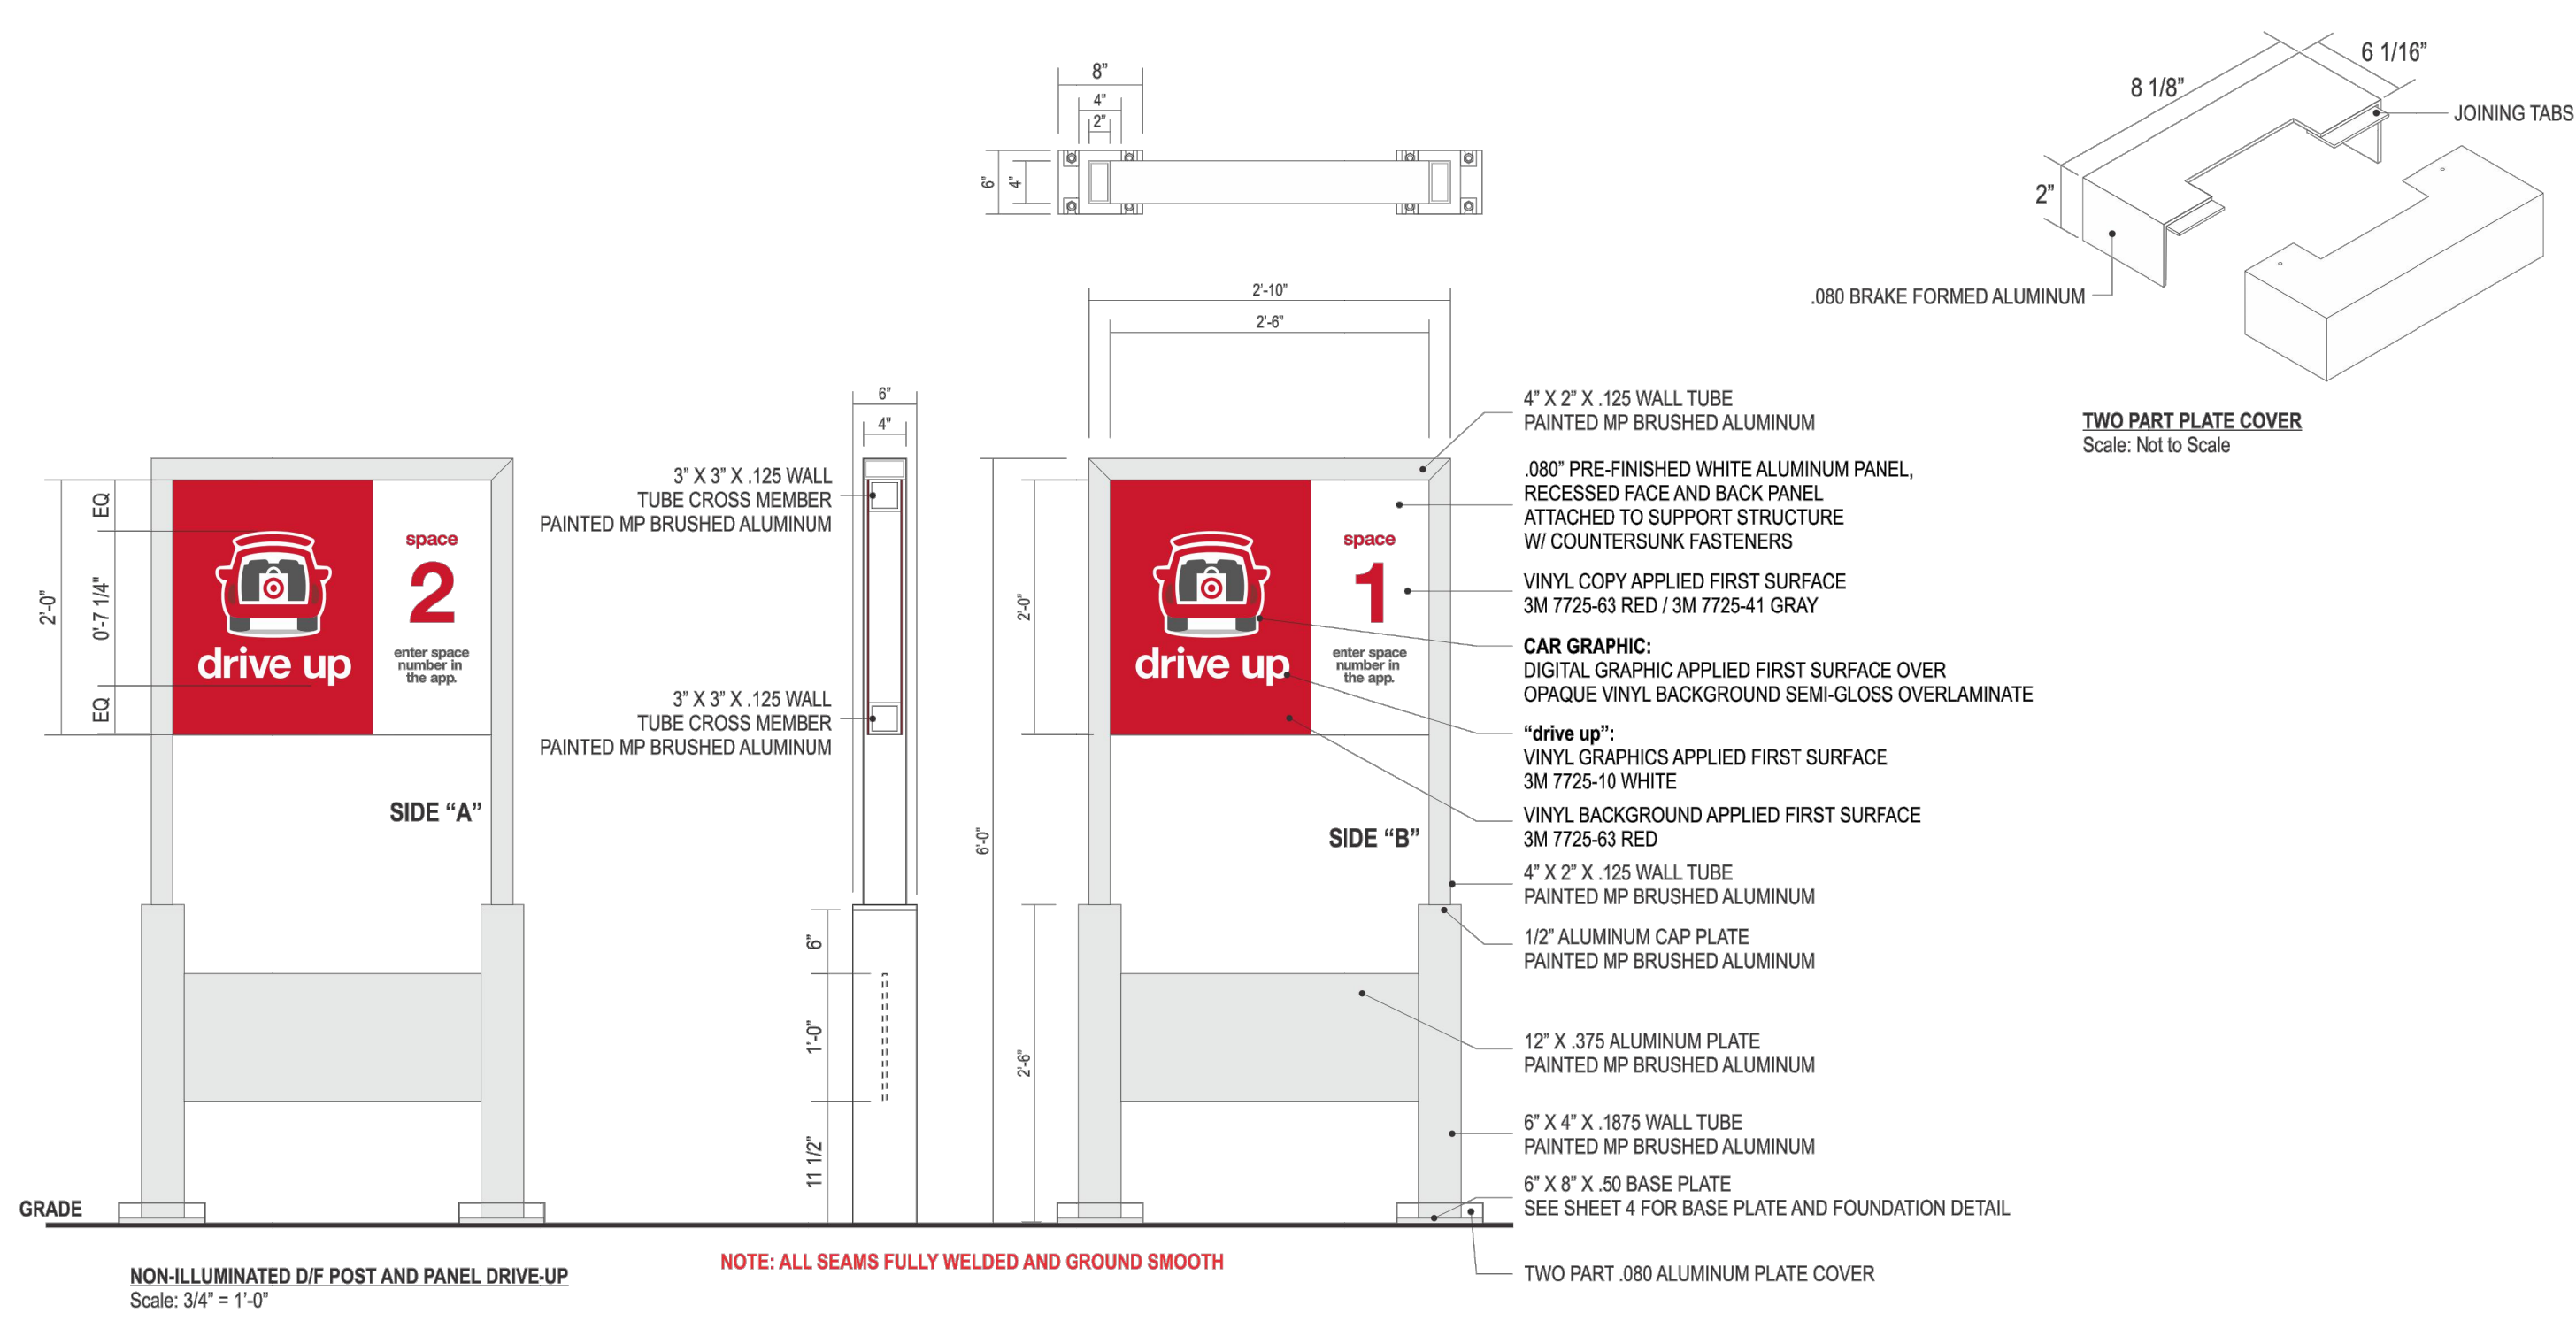 8”
4”
2”
6”
4”
8 1/8”
6 1/16”
JOINING TABS
2”
.080 BRAKE FORMED ALUMINUM
TWO PART PLATE COVER
Scale: Not to Scale
2’-0”
EQ
0’-7 1/4"
EQ
drive up
space
2
enter space
number in
the app.
SIDE “A”
GRADE
NON-ILLUMINATED D/F POST AND PANEL DRIVE-UP
Scale: 3/4” = 1’-0”
6”
4”
3” X 3” X .125 WALL
TUBE CROSS MEMBER
PAINTED MP BRUSHED ALUMINUM
3” X 3” X .125 WALL
TUBE CROSS MEMBER
PAINTED MP BRUSHED ALUMINUM
6”
1’-0”
11 1/2”
NOTE: ALL SEAMS FULLY WELDED AND GROUND SMOOTH
2’-10”
2’-6”
2’-0”
6’-0”
2’-6”
drive up
space
1
enter space
number in
the app.
SIDE “B”
4” X 2” X .125 WALL TUBE
PAINTED MP BRUSHED ALUMINUM
.080” PRE-FINISHED WHITE ALUMINUM PANEL,
RECESSED FACE AND BACK PANEL
ATTACHED TO SUPPORT STRUCTURE
W/ COUNTERSUNK FASTENERS
VINYL COPY APPLIED FIRST SURFACE
3M 7725-63 RED / 3M 7725-41 GRAY
CAR GRAPHIC:
DIGITAL GRAPHIC APPLIED FIRST SURFACE OVER
OPAQUE VINYL BACKGROUND SEMI-GLOSS OVERLAMINATE
“drive up”:
VINYL GRAPHICS APPLIED FIRST SURFACE
3M 7725-10 WHITE
VINYL BACKGROUND APPLIED FIRST SURFACE
3M 7725-63 RED
4” X 2” X .125 WALL TUBE
PAINTED MP BRUSHED ALUMINUM
1/2” ALUMINUM CAP PLATE
PAINTED MP BRUSHED ALUMINUM
12” X .375 ALUMINUM PLATE
PAINTED MP BRUSHED ALUMINUM
6” X 4” X .1875 WALL TUBE
PAINTED MP BRUSHED ALUMINUM
6” X 8” X .50 BASE PLATE
SEE SHEET 4 FOR BASE PLATE AND FOUNDATION DETAIL
TWO PART .080 ALUMINUM PLATE COVER